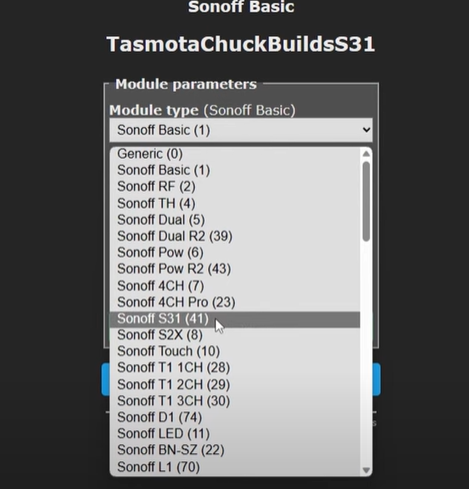 Sonoff Basic
TasmotaChuckBuildsS31
Module parameters
Module type (Sonoff Basic)
Sonoff Basic (1)
Generic (0)
Sonoff Basic (1)
Sonoff RF (2)
Sonoff TH (4)
Sonoff Dual (5)
Sonoff Dual R2 (39)
Sonoff Pow (6)
Sonoff Pow R2 (43)
Sonoff 4CH (7)
Sonoff 4CH Pro (23)
Sonoff S31 (41)
Sonoff S2X (8)
Sonoff Touch (10)
Sonoff T1 1CH (28)
Sonoff T1 2CH (29)
Sonoff T1 3CH (30)
Sonoff D1 (74)
Sonoff LED (11)
Sonoff BN-SZ (22)
Sonoff L1 (70)